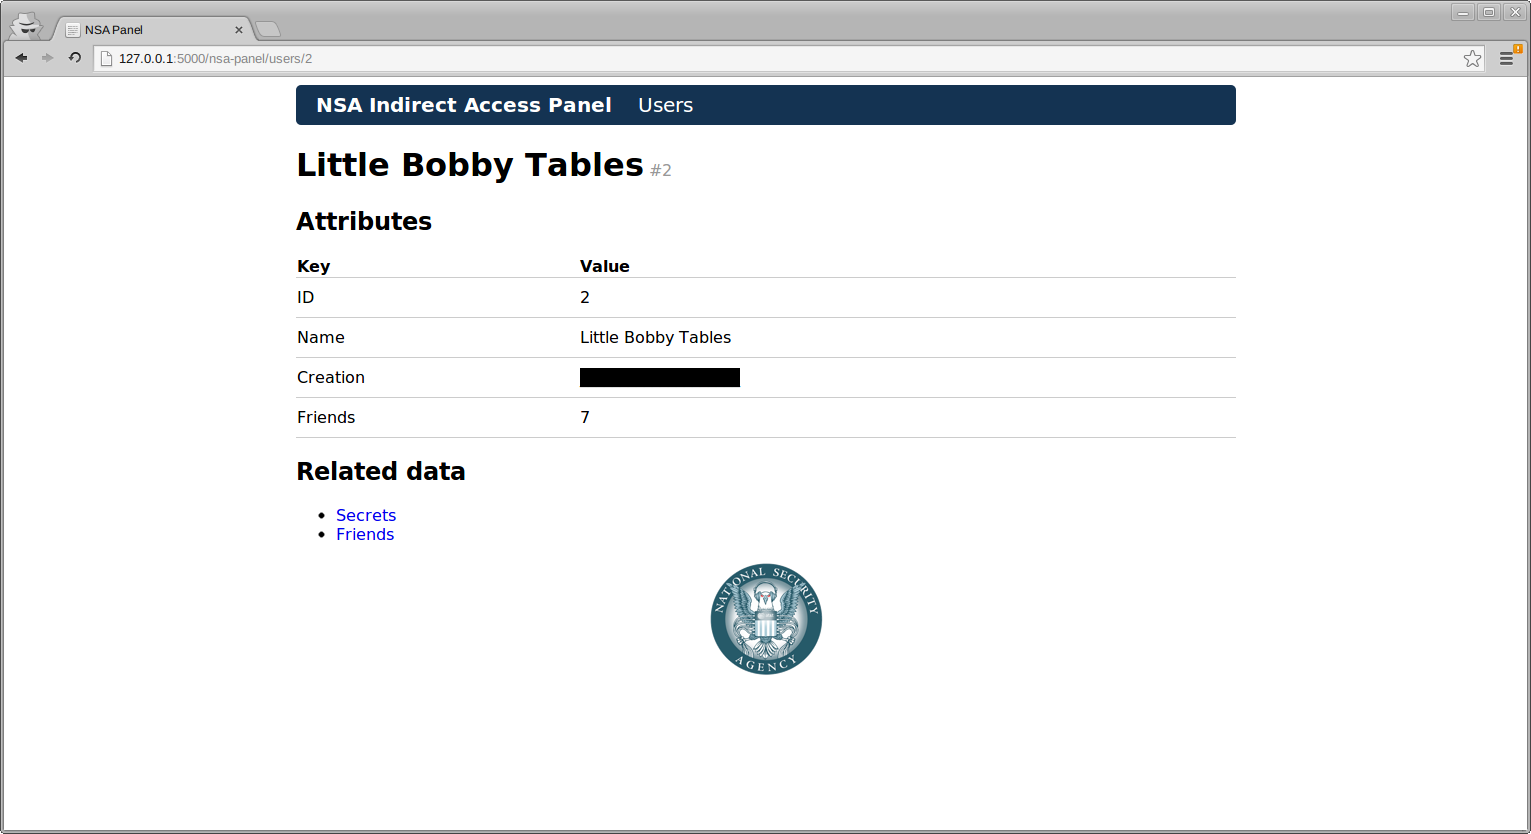 NSA Panel
127.0.0.1:5000/nsa-panel/users/2
NSA Indirect Access Panel Users
Little Bobby Tables #2
Attributes
Key Value
ID 2
Name Little Bobby Tables
Creation
Friends 7
Related data
Secrets
Friends
NATIONAL SECURITY
AGENCY